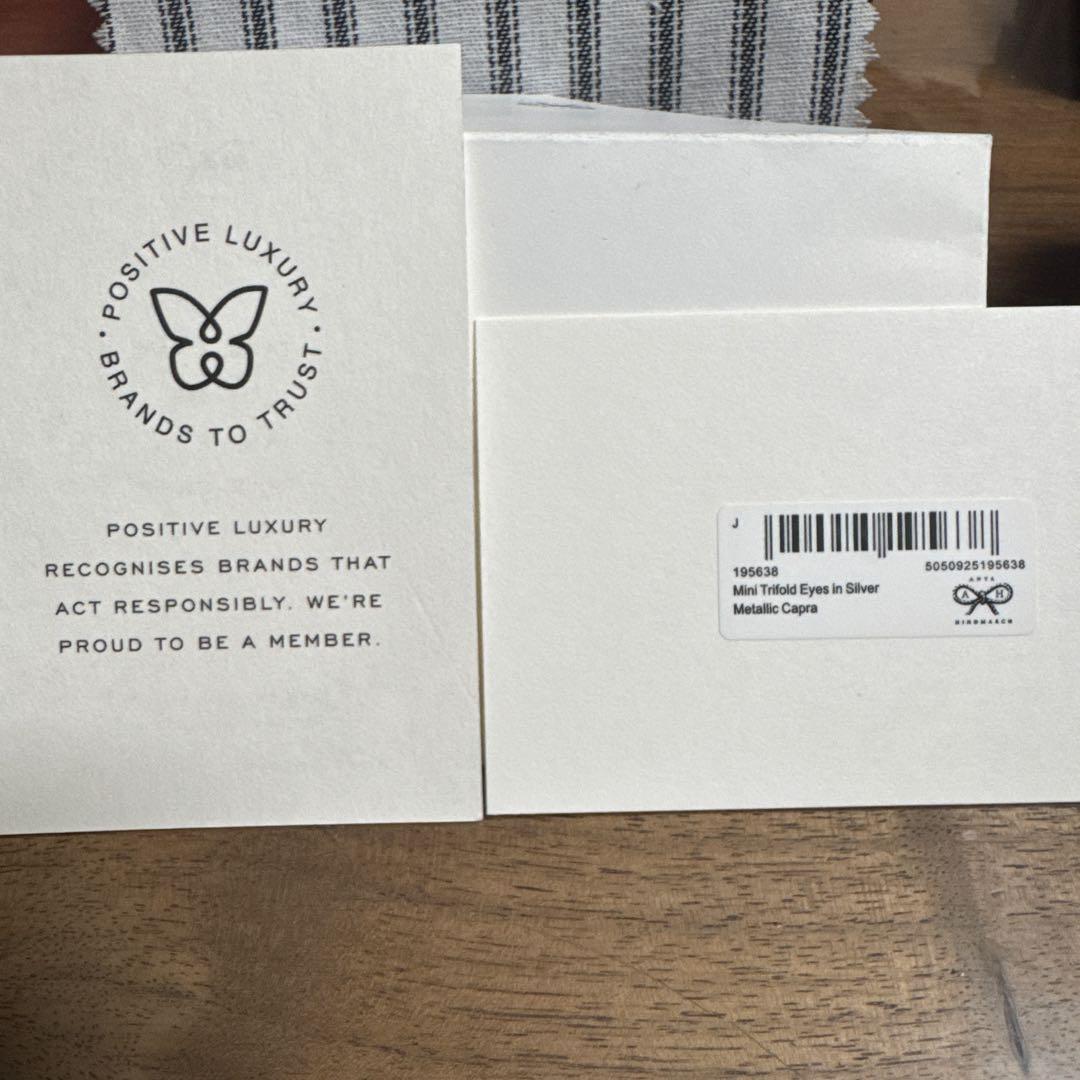 POSITIVE LUXURY
BRANDS TO TRUST
POSITIVE LUXURY
RECOGNISES BRANDS THAT
ACT RESPONSIBLY. WE'RE
PROUD TO BE A MEMBER.
J
195638
5050925195638
Mini Trifold Eyes in Silver
Metallic Capra
ANYA
A H
HINDMARCH